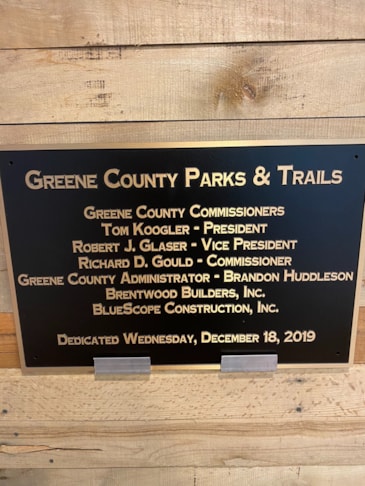 Greene County Parks & Trails
Greene County Commissioners
Tom Koogler - President
Robert J. Glaser - Vice President
Richard D. Gould - Commissioner
Greene County Administrator - Brandon Huddleson
Brentwood Builders, Inc.
BlueScope Construction, Inc.
Dedicated Wednesday, December 18, 2019